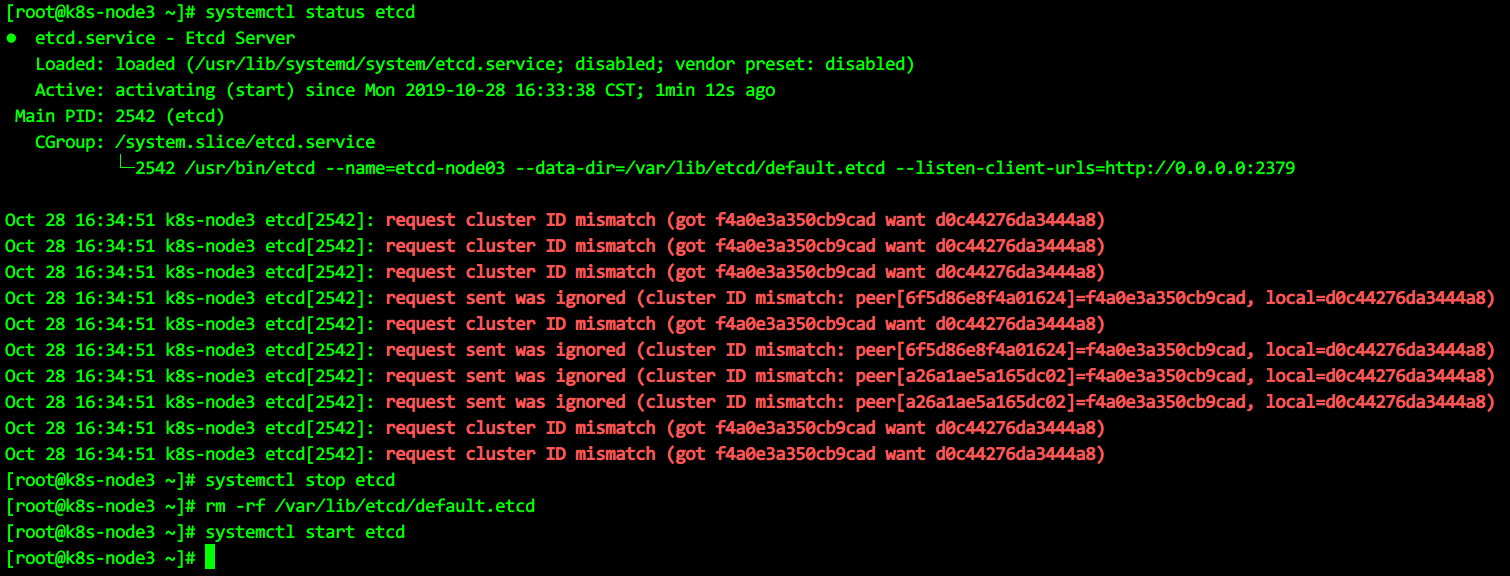 [root@k8s-node3 ~]# systemctl status etcd
● etcd.service - Etcd Server
   Loaded: loaded (/usr/lib/systemd/system/etcd.service; disabled; vendor preset: disabled)
   Active: activating (start) since Mon 2019-10-28 16:33:38 CST; 1min 12s ago
 Main PID: 2542 (etcd)
   CGroup: /system.slice/etcd.service
           └─2542 /usr/bin/etcd --name=etcd-node03 --data-dir=/var/lib/etcd/default.etcd --listen-client-urls=http://0.0.0.0:2379

Oct 28 16:34:51 k8s-node3 etcd[2542]: request cluster ID mismatch (got f4a0e3a350cb9cad want d0c44276da3444a8)
Oct 28 16:34:51 k8s-node3 etcd[2542]: request cluster ID mismatch (got f4a0e3a350cb9cad want d0c44276da3444a8)
Oct 28 16:34:51 k8s-node3 etcd[2542]: request cluster ID mismatch (got f4a0e3a350cb9cad want d0c44276da3444a8)
Oct 28 16:34:51 k8s-node3 etcd[2542]: request sent was ignored (cluster ID mismatch: peer[6f5d86e8f4a01624]=f4a0e3a350cb9cad, local=d0c44276da3444a8)
Oct 28 16:34:51 k8s-node3 etcd[2542]: request cluster ID mismatch (got f4a0e3a350cb9cad want d0c44276da3444a8)
Oct 28 16:34:51 k8s-node3 etcd[2542]: request sent was ignored (cluster ID mismatch: peer[6f5d86e8f4a01624]=f4a0e3a350cb9cad, local=d0c44276da3444a8)
Oct 28 16:34:51 k8s-node3 etcd[2542]: request sent was ignored (cluster ID mismatch: peer[a26a1ae5a165dc02]=f4a0e3a350cb9cad, local=d0c44276da3444a8)
Oct 28 16:34:51 k8s-node3 etcd[2542]: request sent was ignored (cluster ID mismatch: peer[a26a1ae5a165dc02]=f4a0e3a350cb9cad, local=d0c44276da3444a8)
Oct 28 16:34:51 k8s-node3 etcd[2542]: request cluster ID mismatch (got f4a0e3a350cb9cad want d0c44276da3444a8)
Oct 28 16:34:51 k8s-node3 etcd[2542]: request cluster ID mismatch (got f4a0e3a350cb9cad want d0c44276da3444a8)
[root@k8s-node3 ~]# systemctl stop etcd
[root@k8s-node3 ~]# rm -rf /var/lib/etcd/default.etcd
[root@k8s-node3 ~]# systemctl start etcd
[root@k8s-node3 ~]#